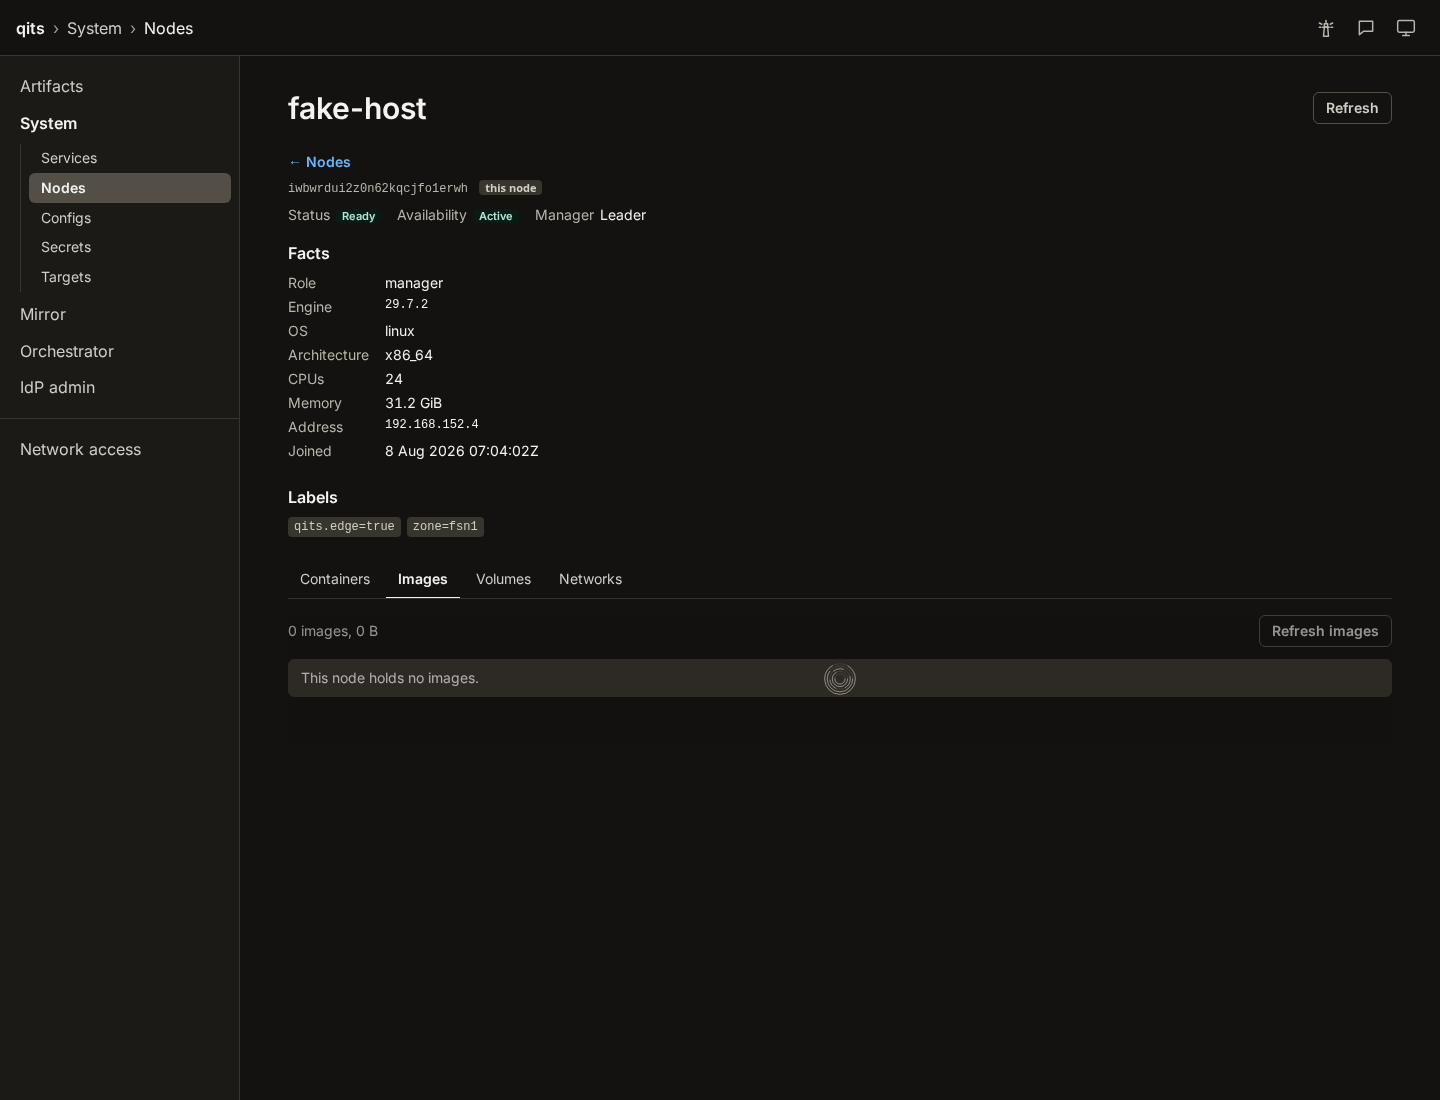 qits › System › Nodes
Artifacts
System
Services
Nodes
Configs
Secrets
Targets
Mirror
Orchestrator
IdP admin
Network access
fake-host
Refresh
← Nodes
iwbwrdui2z0n62kqcjfo1erwh this node
Status Ready Availability Active Manager Leader
Facts
Role manager
Engine 29.7.2
OS linux
Architecture x86_64
CPUs 24
Memory 31.2 GiB
Address 192.168.152.4
Joined 8 Aug 2026 07:04:02Z
Labels
qits.edge=true zone=fsn1
Containers Images Volumes Networks
0 images, 0 B Refresh images
This node holds no images.